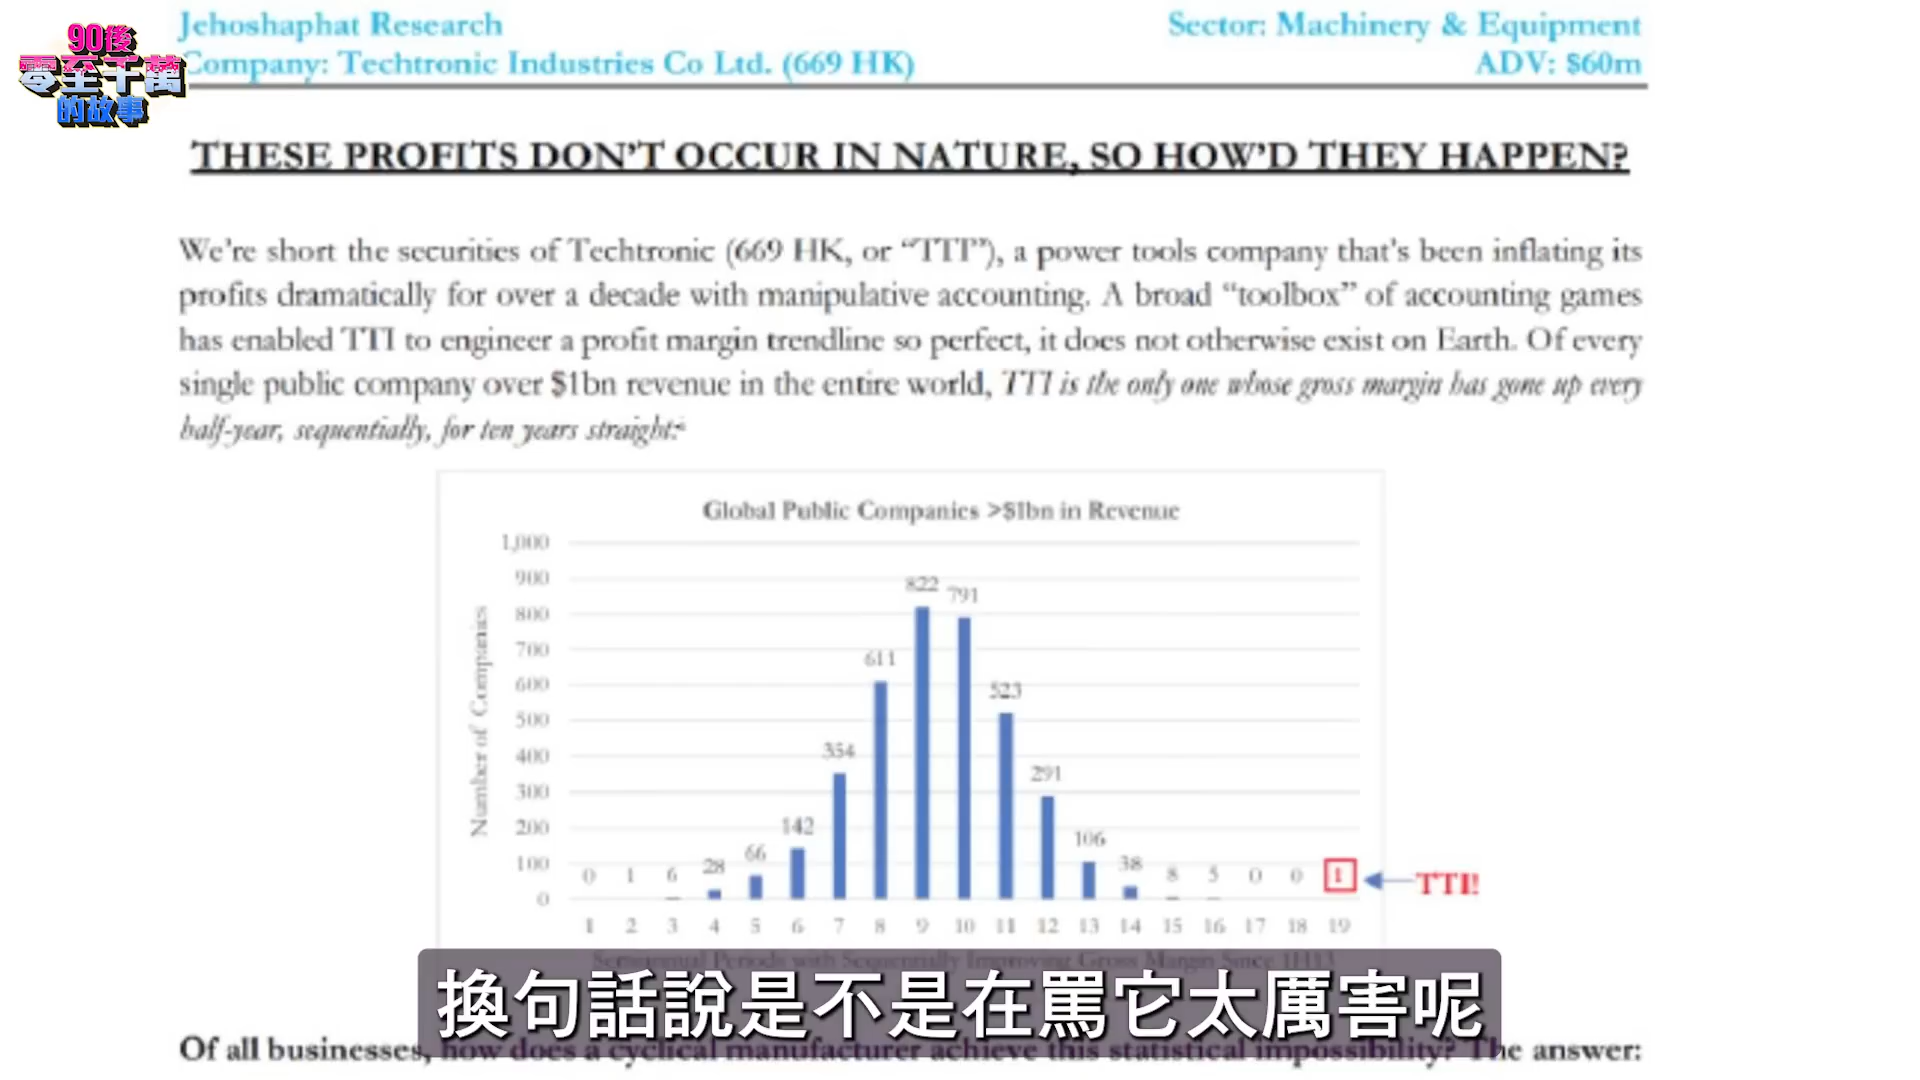 90後
零至千萬
的故事
Jehoshaphat Research
Sector: Machinery & Equipment
Company: Techtronic Industries Co Ltd. (669 HK)
ADV: $60m
THESE PROFITS DON'T OCCUR IN NATURE, SO HOW'D THEY HAPPEN?
We're short the securities of Techtronic (669 HK, or "TTI"), a power tools company that's been inflating its
profits dramatically for over a decade with manipulative accounting. A broad "toolbox" of accounting games
has enabled TTI to engineer a profit margin trendline so perfect, it does not otherwise exist on Earth. Of every
single public company over $1bn revenue in the entire world, TTI is the only one whose gross margin has gone up every
half-year, sequentially, for ten years straight:
Global Public Companies >$1bn in Revenue
Number of Companies
1,000
900
800
700
600
500
400
300
200
100
0
0 1 6 28 66 142 354 611 822 791 523 291 106 38 8 5 0 0 1
TTI!
1 2 3 4 5 6 7 8 9 10 11 12 13 14 15 16 17 18 19
Semiannual Periods with Sequentially Improving Gross Margin Since 1H13
換句話說是不是在罵它太厲害呢
Of all businesses, how does a cyclical manufacturer achieve this statistical impossibility? The answer: